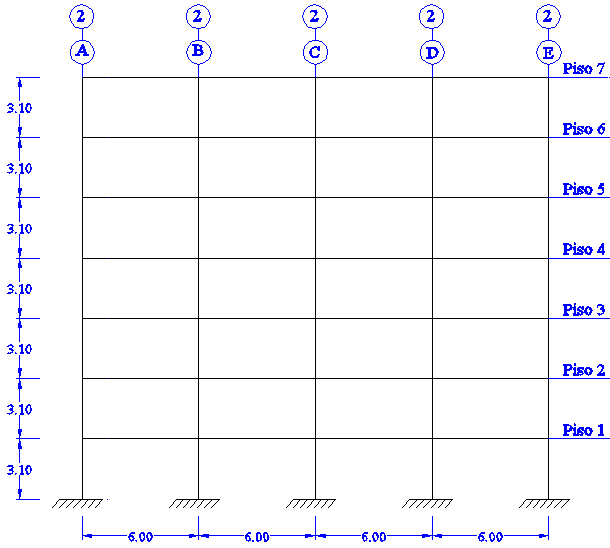 2 2 2 2 2
A B C D E
Piso 7
3.10
Piso 6
3.10
Piso 5
3.10
Piso 4
3.10
Piso 3
3.10
Piso 2
3.10
Piso 1
3.10
6.00 6.00 6.00 6.00